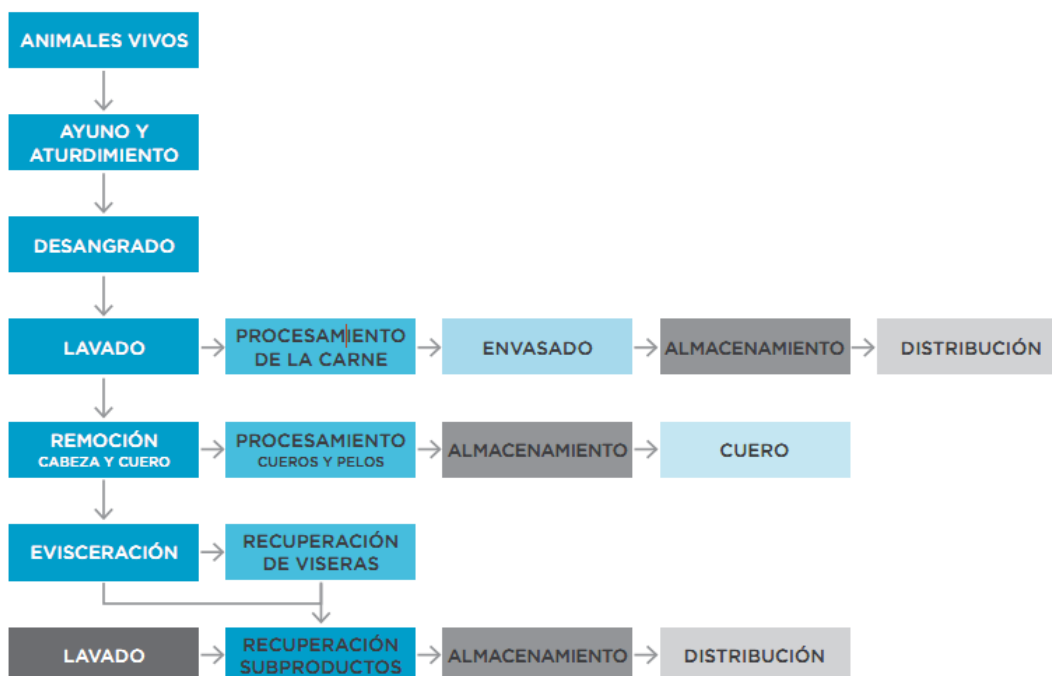 ANIMALES VIVOS
AYUNO Y
ATURDIMIENTO
DESANGRADO
LAVADO
PROCESAMIENTO
DE LA CARNE
ENVASADO
ALMACENAMIENTO
DISTRIBUCIÓN
REMOCIÓN
CABEZA Y CUERO
PROCESAMIENTO
CUEROS Y PELOS
ALMACENAMIENTO
CUERO
EVISCERACIÓN
RECUPERACIÓN
DE VISERAS
LAVADO
RECUPERACIÓN
SUBPRODUCTOS
ALMACENAMIENTO
DISTRIBUCIÓN